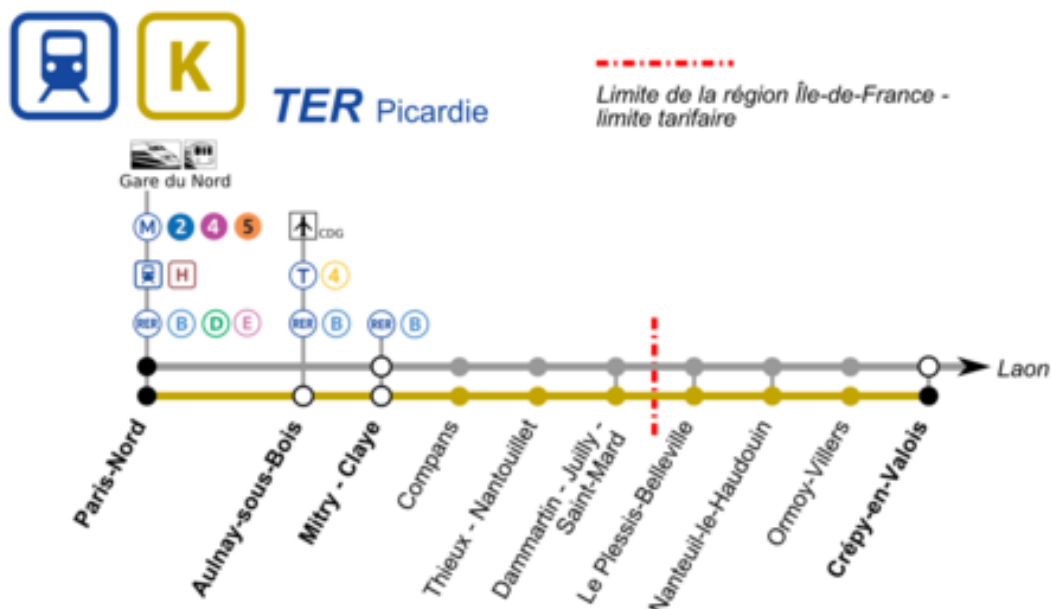 K
TER Picardie
Limite de la région Île-de-France -
limite tarifaire
Gare du Nord
M 2 4 5
H
RER B D E
CDG
T 4
RER B
RER B
Laon
Paris-Nord
Aulnay-sous-Bois
Mitry - Claye
Compans
Thieux - Nantouillet
Dammartin - Juilly -
Saint-Mard
Le Plessis-Belleville
Nanteuil-le-Haudouin
Ormoy-Villers
Crépy-en-Valois